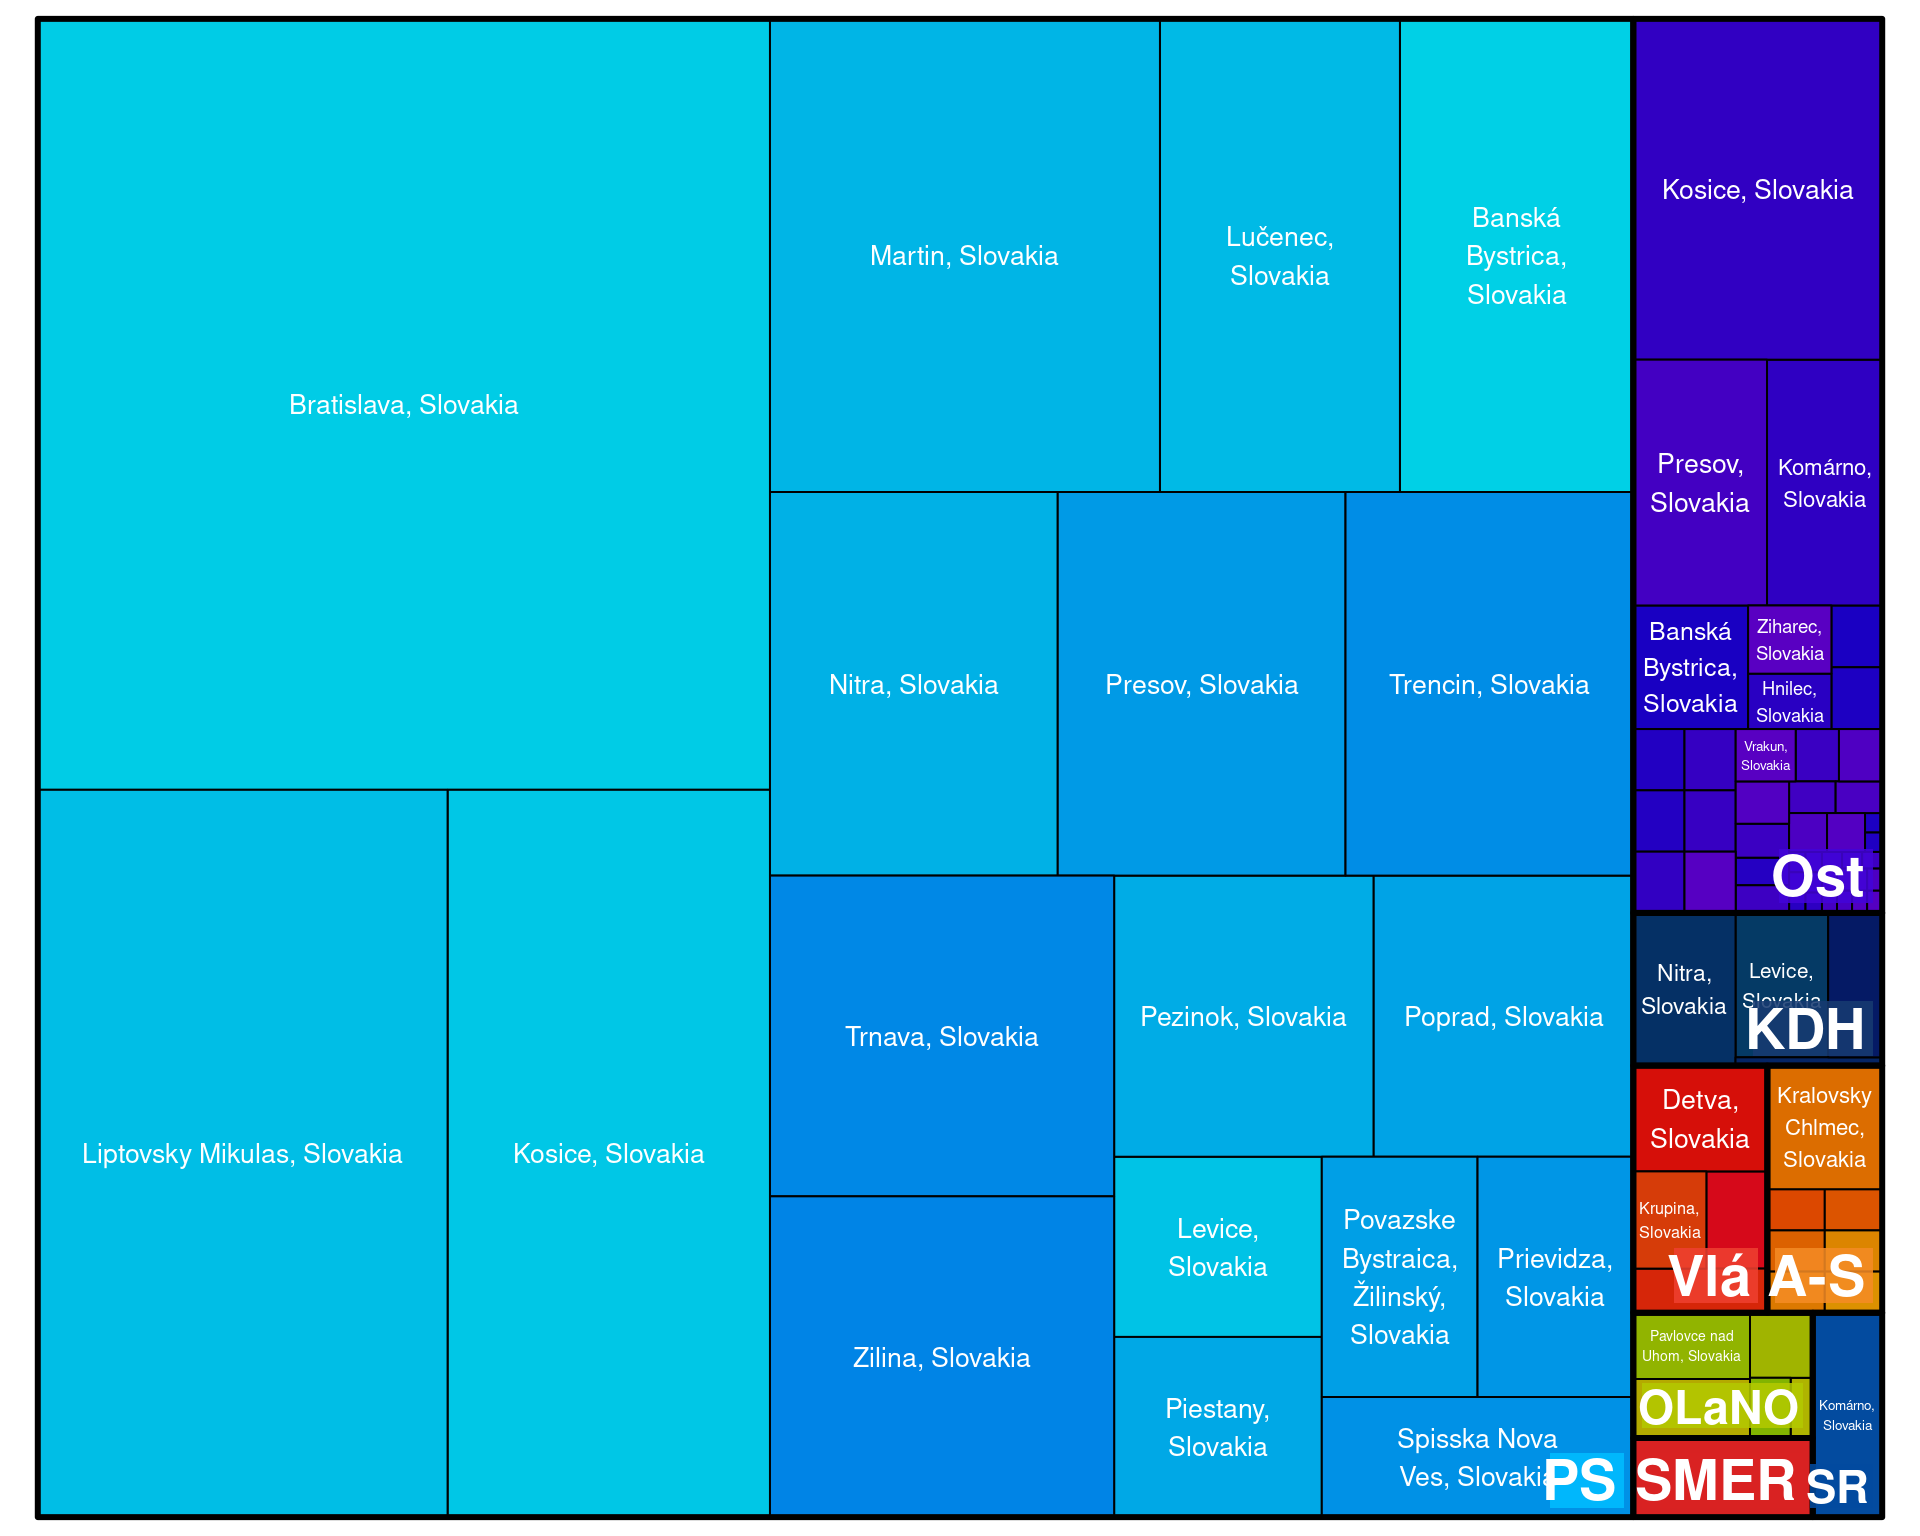 Bratislava, Slovakia
Liptovsky Mikulas, Slovakia
Kosice, Slovakia
Martin, Slovakia
Lučenec,
Slovakia
Banská
Bystrica,
Slovakia
Nitra, Slovakia
Presov, Slovakia
Trencin, Slovakia
Trnava, Slovakia
Zilina, Slovakia
Pezinok, Slovakia
Poprad, Slovakia
Levice,
Slovakia
Piestany,
Slovakia
Povazske
Bystraica,
Žilinský,
Slovakia
Prievidza,
Slovakia
Spisska Nova
Ves, Slovakia
PS
Kosice, Slovakia
Presov,
Slovakia
Komárno,
Slovakia
Banská
Bystrica,
Slovakia
Ziharec,
Slovakia
Hnilec,
Slovakia
Vrakun,
Slovakia
Ost
Nitra,
Slovakia
Levice,
Slovakia
KDH
Detva,
Slovakia
Krupina,
Slovakia
Vlá
Kralovsky
Chlmec,
Slovakia
A-S
Pavlovce nad
Uhom, Slovakia
OLaNO
Komárno,
Slovakia
SMER
SR